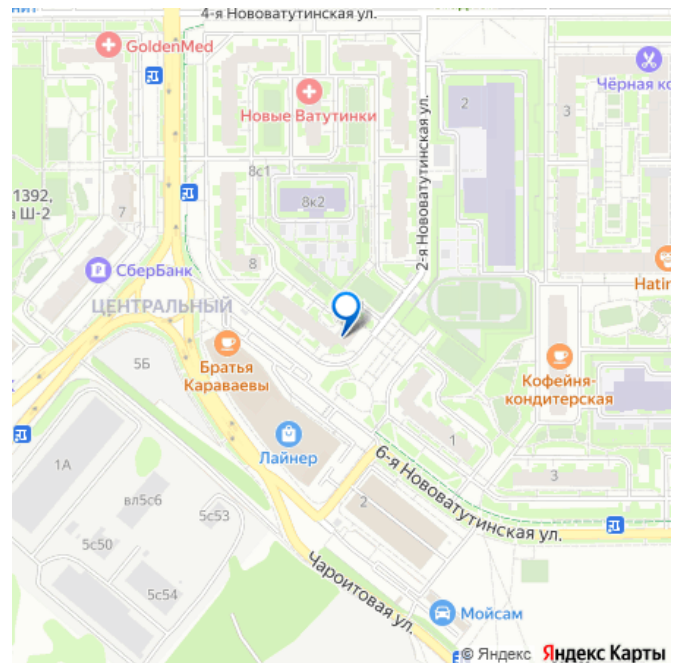 4-я Нововатутинская ул.
GoldenMed
Чёрная ко
Новые Ватутинки
2
3
8с1
1392,
Ш-2
8к2
7
2-я Нововатутинская ул.
СберБанк
8
Hatin
ЦЕНТРАЛЬНЫЙ
Братья
Караваевы
5Б
Кофейня-
кондитерская
1
Лайнер
1А
3
6-я Нововатутинская ул.
вл5с6
2
5с53
5с50
5с54
Чароитовая ул.
Мойсам
© Яндекс Яндекс Карты